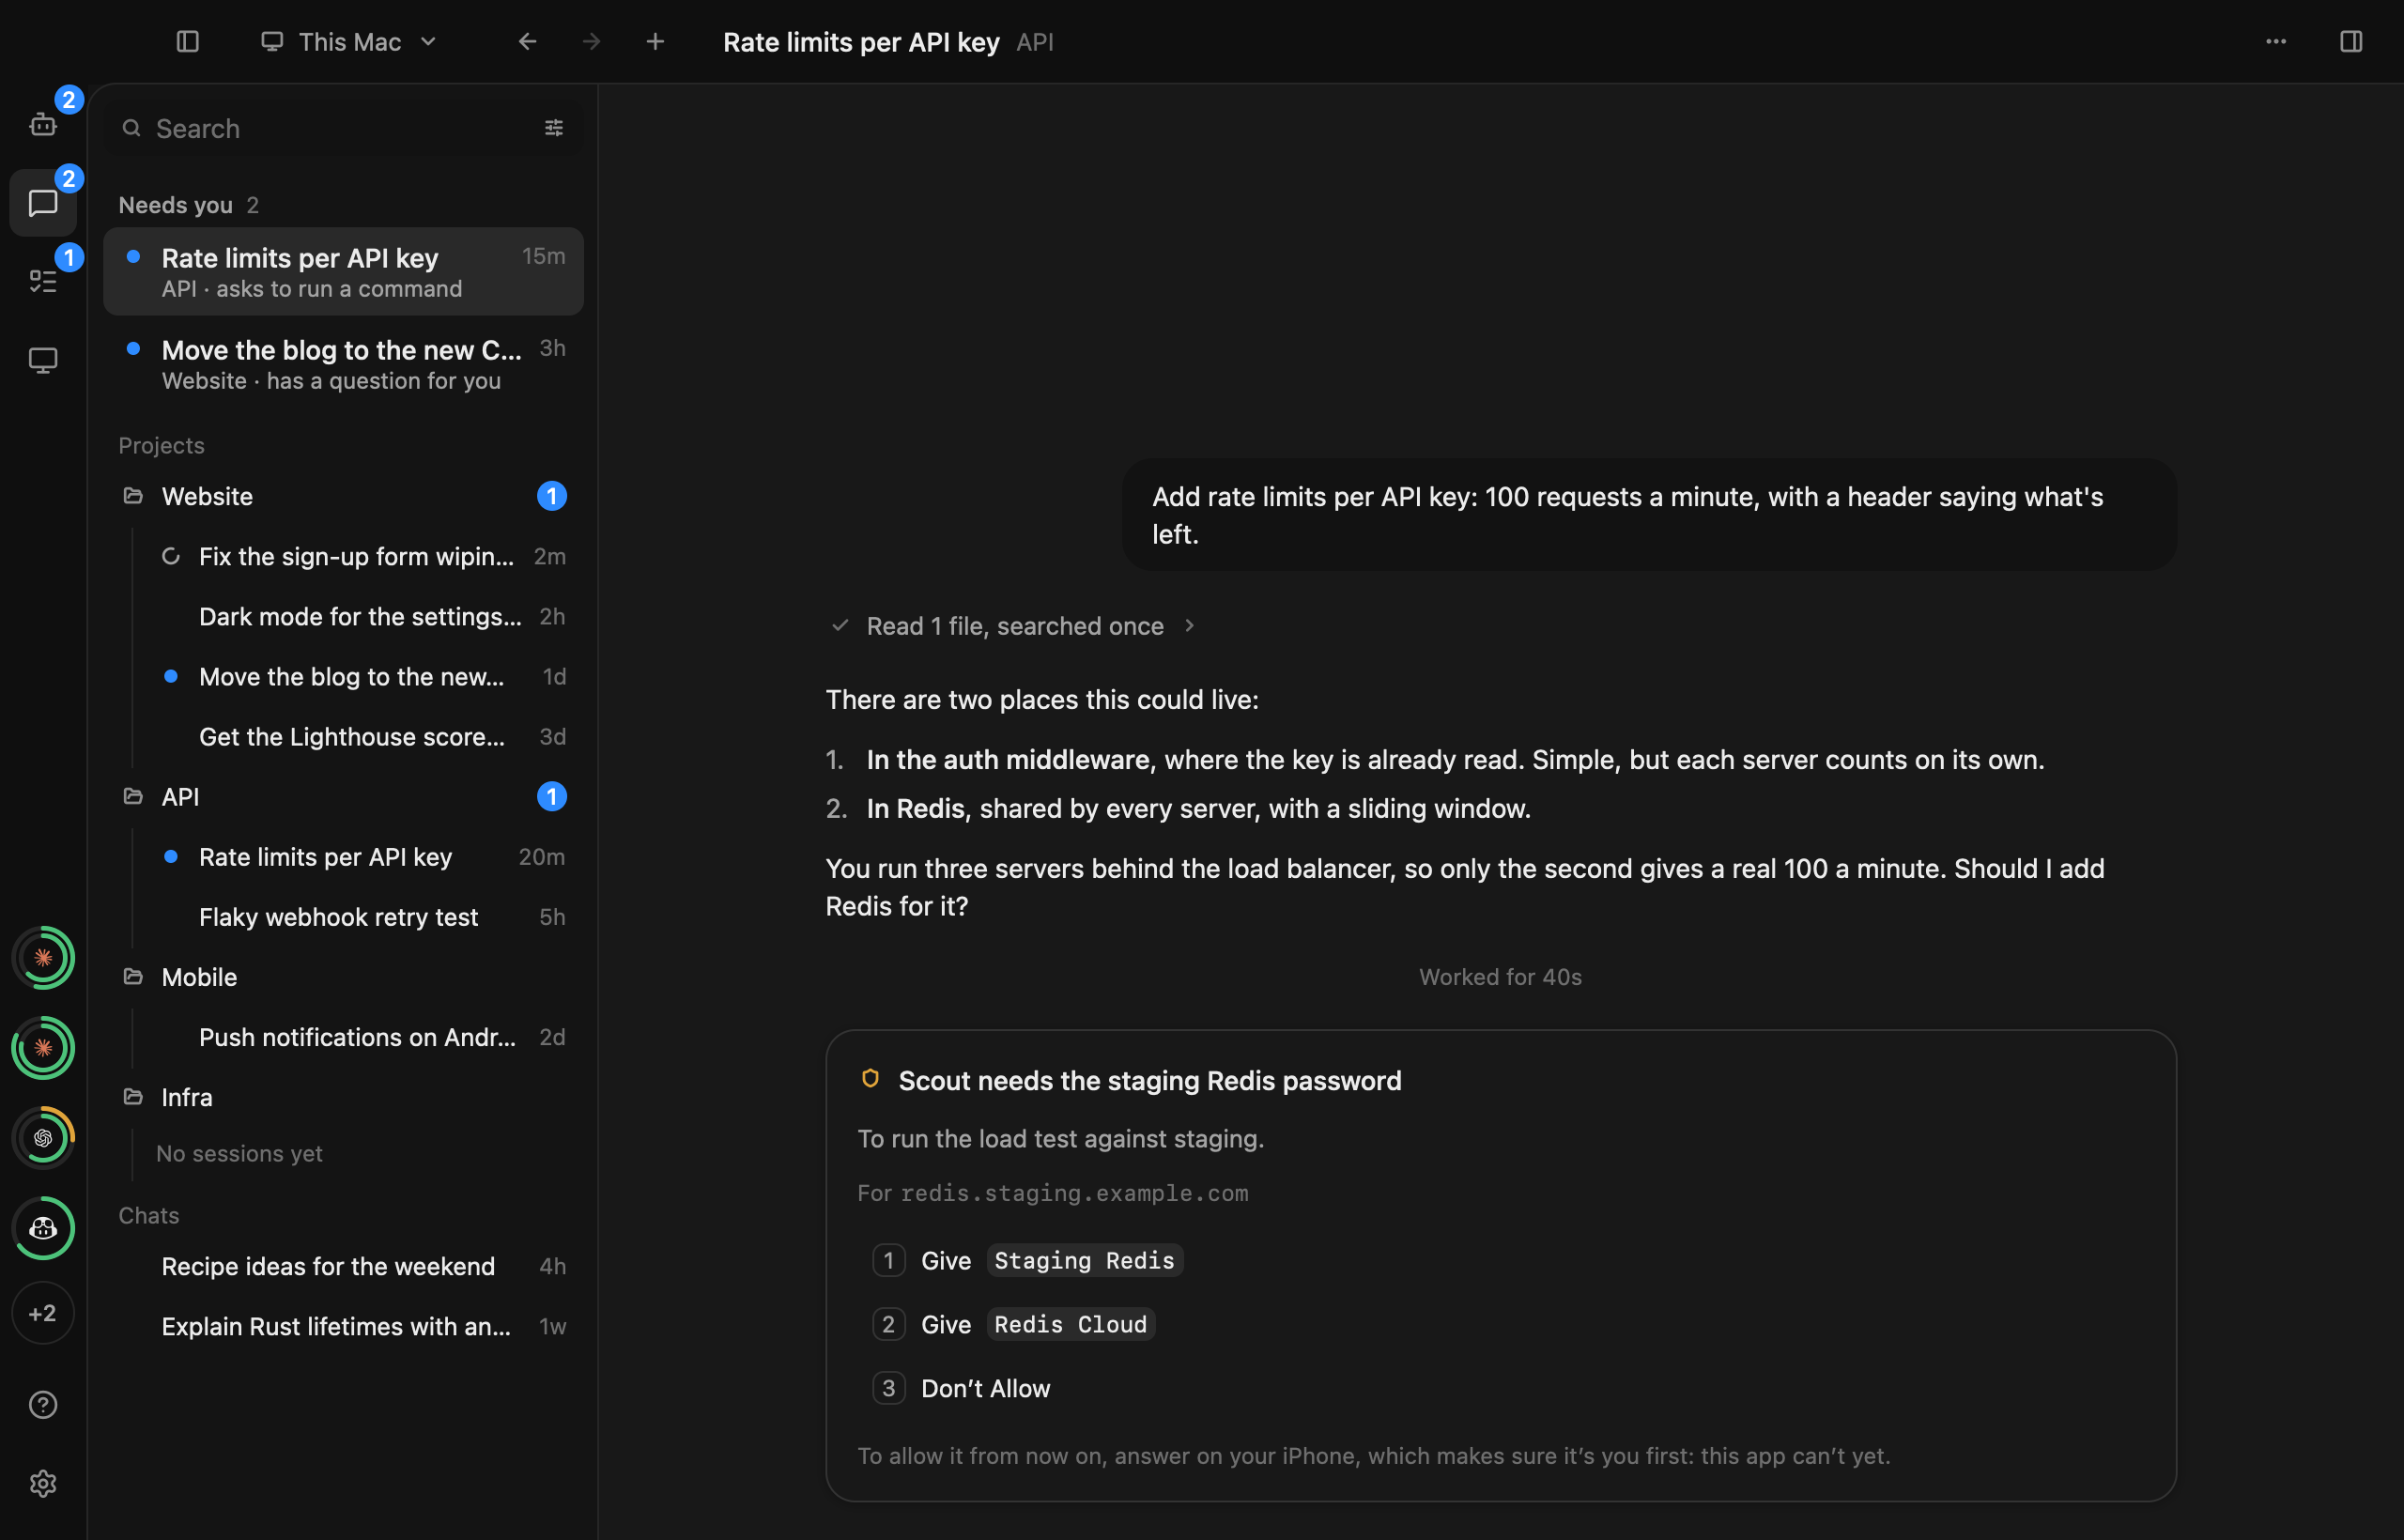 This Mac
Rate limits per API key API
2
2
1
Search
Needs you 2
Rate limits per API key 15m
API · asks to run a command
Move the blog to the new C... 3h
Website · has a question for you
Projects
Website 1
Fix the sign-up form wipin... 2m
Dark mode for the settings... 2h
Move the blog to the new... 1d
Get the Lighthouse score... 3d
API 1
Rate limits per API key 20m
Flaky webhook retry test 5h
Mobile
Push notifications on Andr... 2d
Infra
No sessions yet
Chats
Recipe ideas for the weekend 4h
Explain Rust lifetimes with an... 1w
+2
Add rate limits per API key: 100 requests a minute, with a header saying what's
left.
Read 1 file, searched once
There are two places this could live:
1. In the auth middleware, where the key is already read. Simple, but each server counts on its own.
2. In Redis, shared by every server, with a sliding window.
You run three servers behind the load balancer, so only the second gives a real 100 a minute. Should I add
Redis for it?
Worked for 40s
Scout needs the staging Redis password
To run the load test against staging.
For redis.staging.example.com
1 Give Staging Redis
2 Give Redis Cloud
3 Don’t Allow
To allow it from now on, answer on your iPhone, which makes sure it’s you first: this app can’t yet.